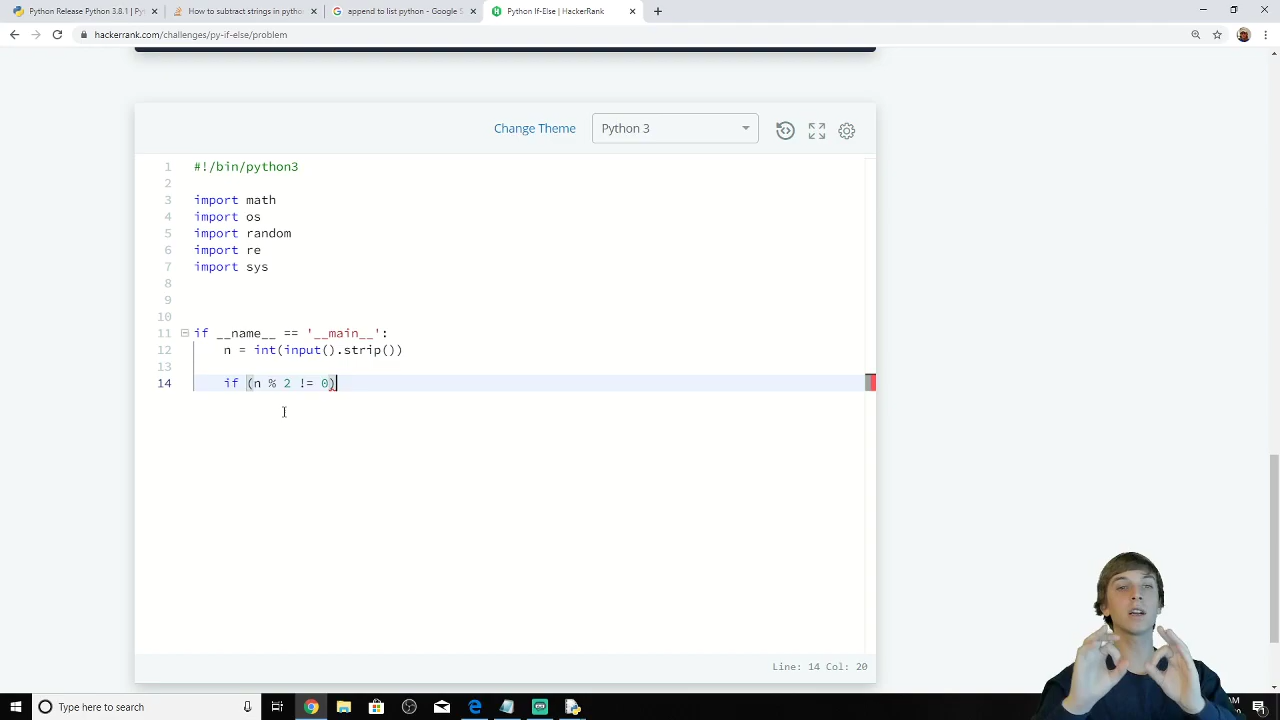 Python Release Python 3.8.1 | Py
How to subtract strings in pytho
append to list python - Google S
Python If-Else | HackerRank
hackerrank.com/challenges/py-if-else/problem
Change Theme
Python 3
1 #!/bin/python3
2
3 import math
4 import os
5 import random
6 import re
7 import sys
8
9
10
11 if __name__ == '__main__':
12 n = int(input().strip())
13
14 if (n % 2 != 0)
Line: 14 Col: 20
Type here to search